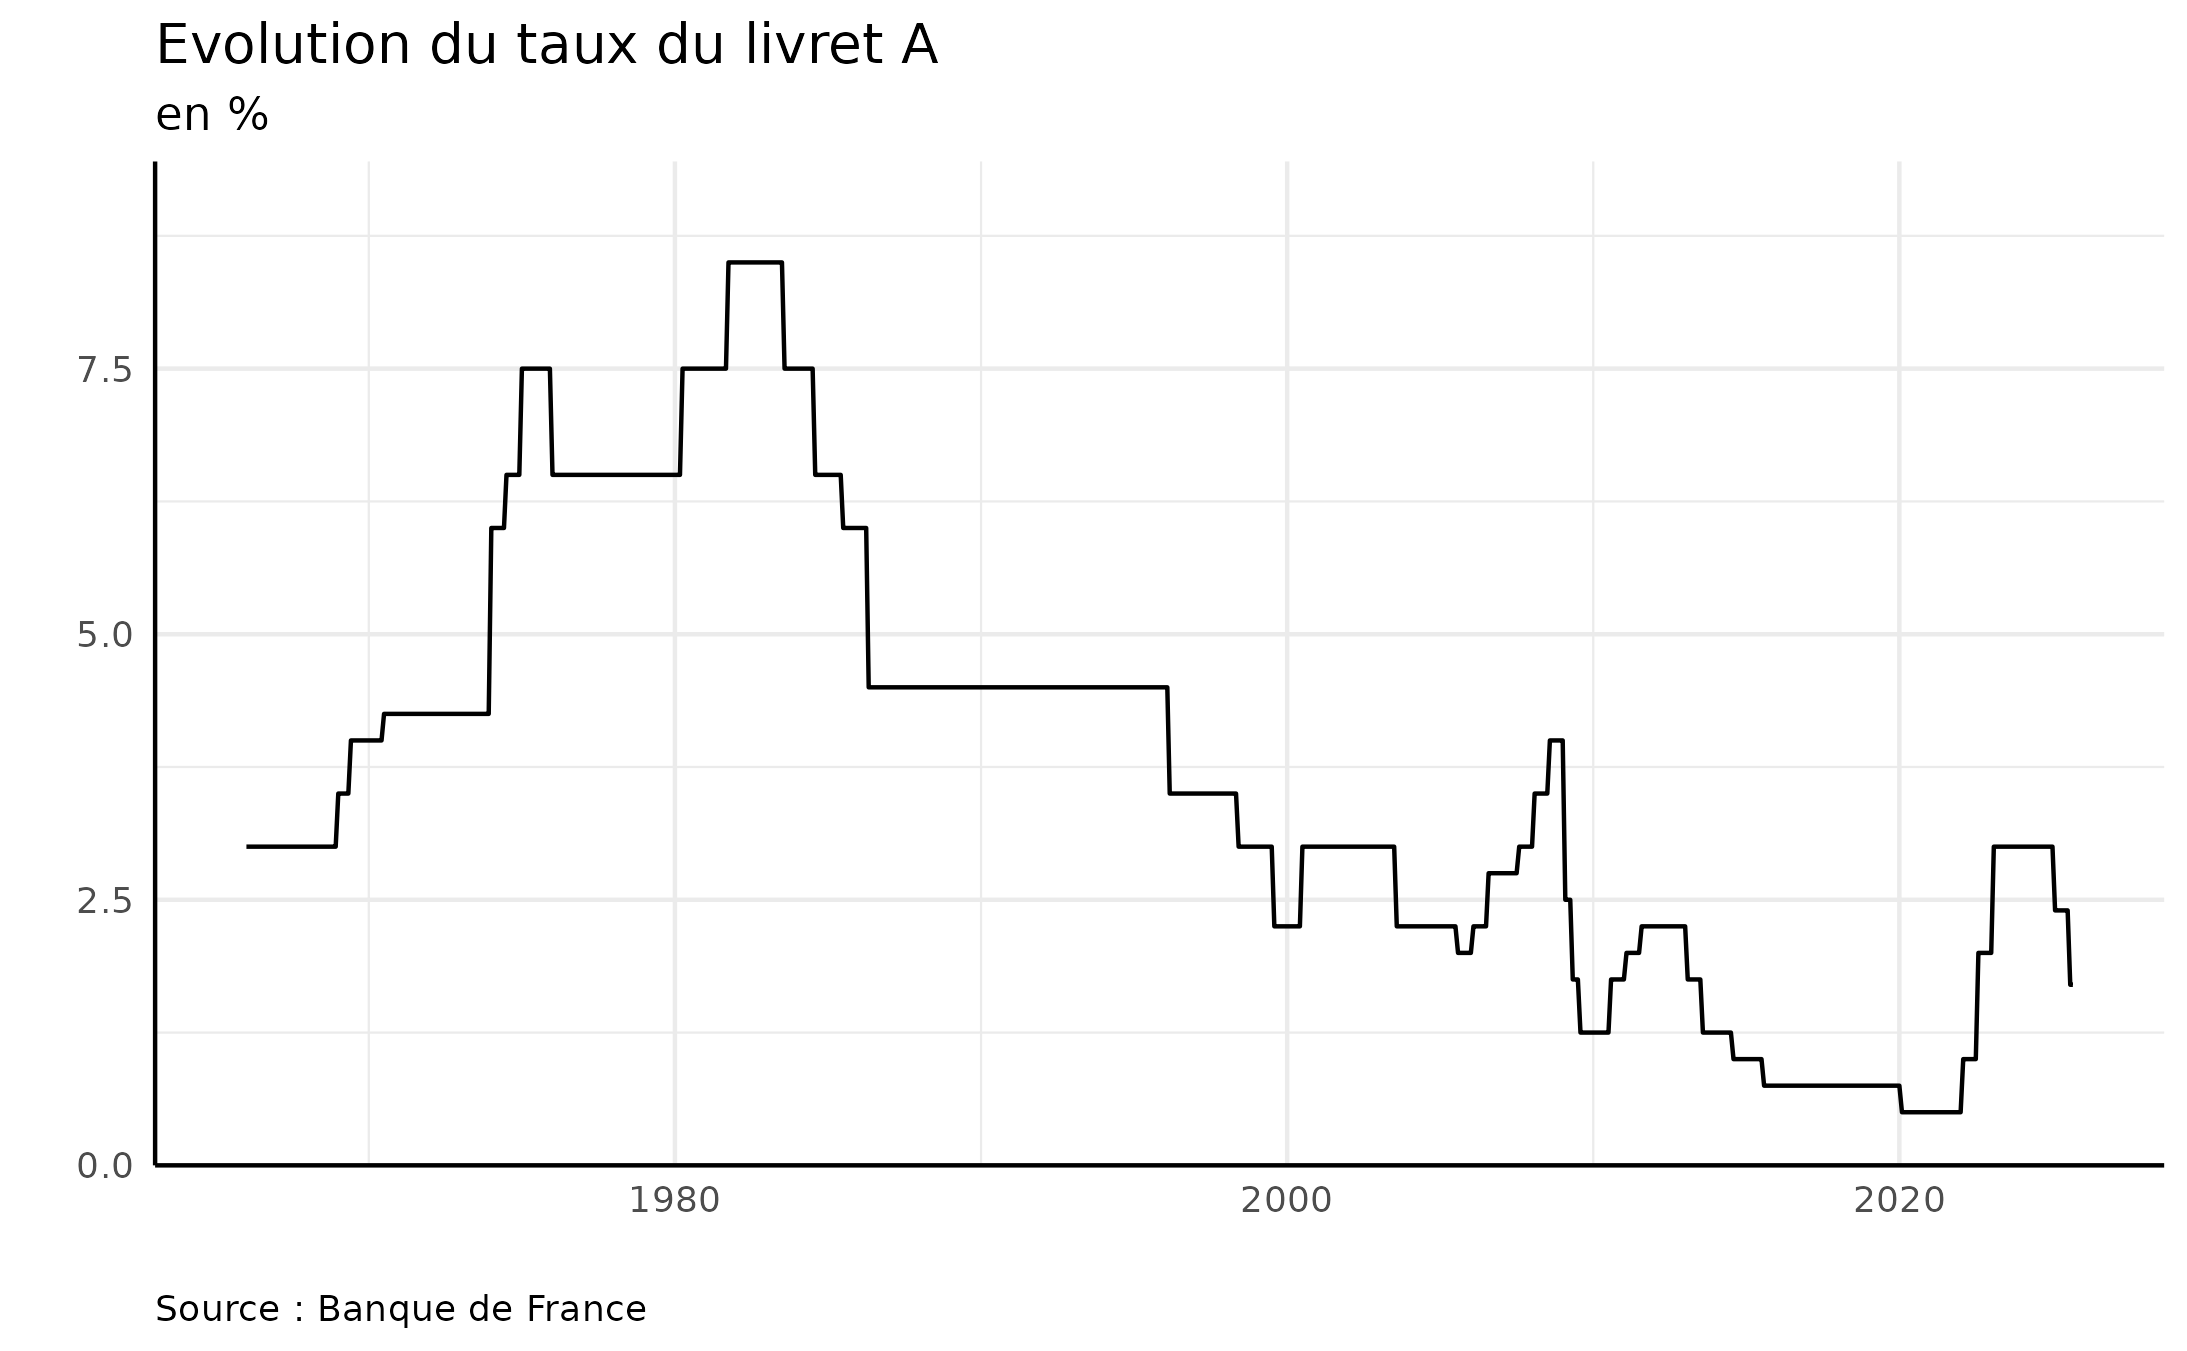 Evolution du taux du livret A
en %
7.5
5.0
2.5
0.0
1980
2000
2020
Source : Banque de France